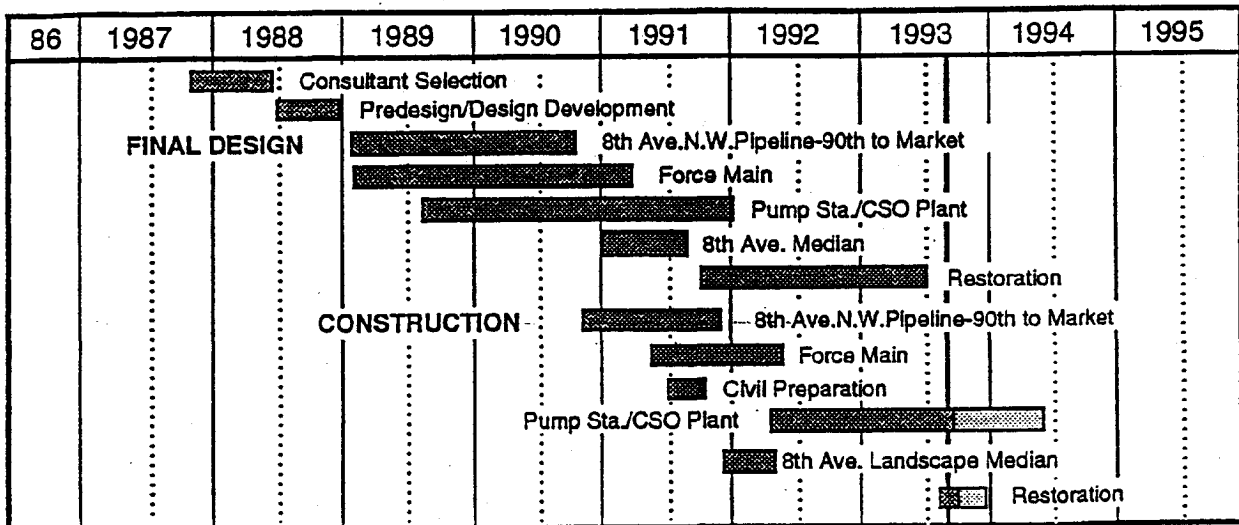 86 1987 1988 1989 1990 1991 1992 1993 1994 1995
Consultant Selection
Predesign/Design Development
FINAL DESIGN 8th Ave.N.W.Pipeline-90th to Market
Force Main
Pump Sta./CSO Plant
8th Ave. Median
Restoration
CONSTRUCTION 8th Ave.N.W.Pipeline-90th to Market
Force Main
Civil Preparation
Pump Sta./CSO Plant
8th Ave. Landscape Median
Restoration